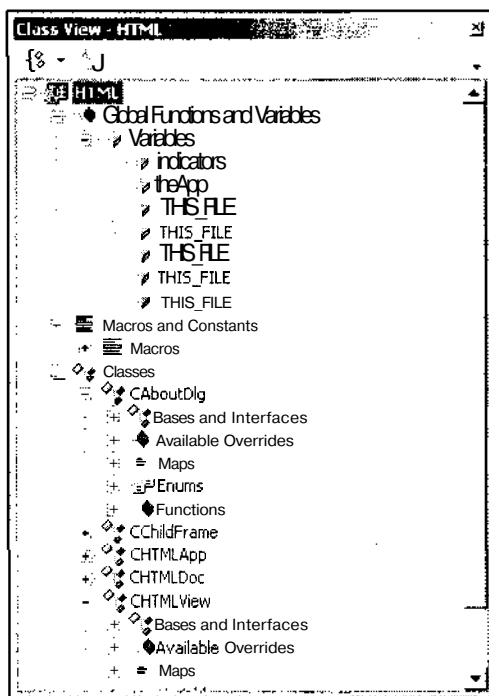 Class View - HTML
HTML
Global Functions and Variables
Variables
indicators
theApp
THIS_FILE
THIS_FILE
THIS_FILE
THIS_FILE
THIS_FILE
Macros and Constants
Macros
Classes
CAboutDlg
Bases and Interfaces
Available Overrides
Maps
Enums
Functions
CChildFrame
CHTMLApp
CHTMLDoc
CHTMLView
Bases and Interfaces
Available Overrides
Maps